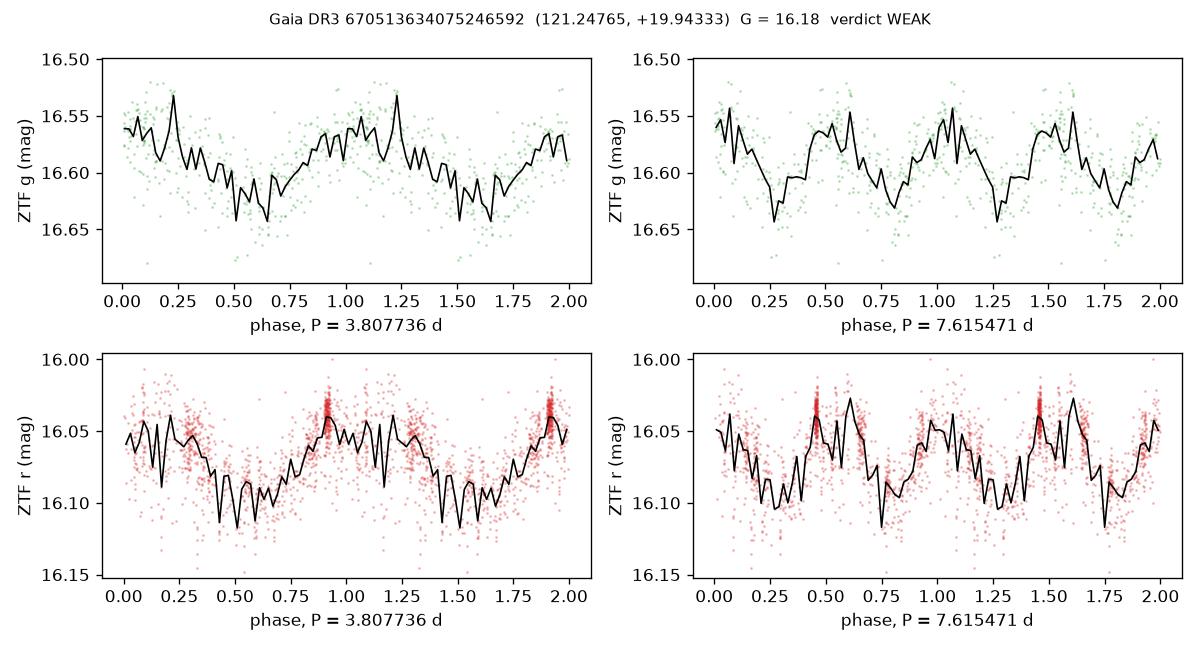 Gaia DR3 670513634075246592 (121.24765, +19.94333) G = 16.18 verdict WEAK
16.50
16.55
16.60
16.65
ZTF g (mag)
0.00 0.25 0.50 0.75 1.00 1.25 1.50 1.75 2.00
phase, P = 3.807736 d
16.50
16.55
16.60
16.65
ZTF g (mag)
0.00 0.25 0.50 0.75 1.00 1.25 1.50 1.75 2.00
phase, P = 7.615471 d
16.00
16.05
16.10
16.15
ZTF r (mag)
0.00 0.25 0.50 0.75 1.00 1.25 1.50 1.75 2.00
phase, P = 3.807736 d
16.00
16.05
16.10
16.15
ZTF r (mag)
0.00 0.25 0.50 0.75 1.00 1.25 1.50 1.75 2.00
phase, P = 7.615471 d